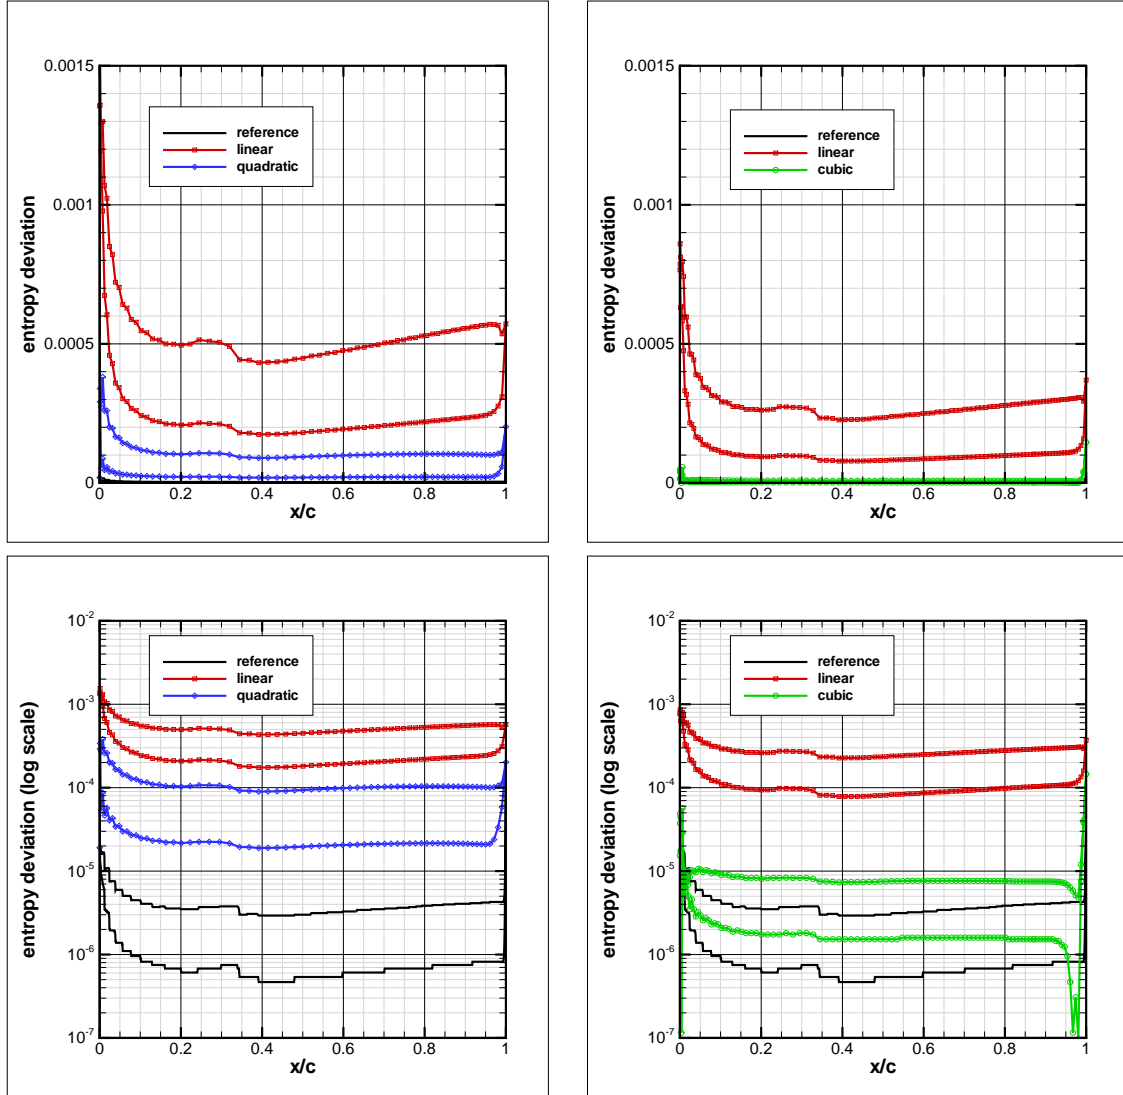 0.0015
reference
linear
quadratic
0.001
0.0005
0
entropy deviation
0 0.2 0.4 0.6 0.8 1
x/c
0.0015
reference
linear
cubic
0.001
0.0005
0
entropy deviation
0 0.2 0.4 0.6 0.8 1
x/c
10^-2
reference
linear
quadratic
10^-3
10^-4
10^-5
10^-6
10^-7
entropy deviation (log scale)
0 0.2 0.4 0.6 0.8 1
x/c
10^-2
reference
linear
cubic
10^-3
10^-4
10^-5
10^-6
10^-7
entropy deviation (log scale)
0 0.2 0.4 0.6 0.8 1
x/c